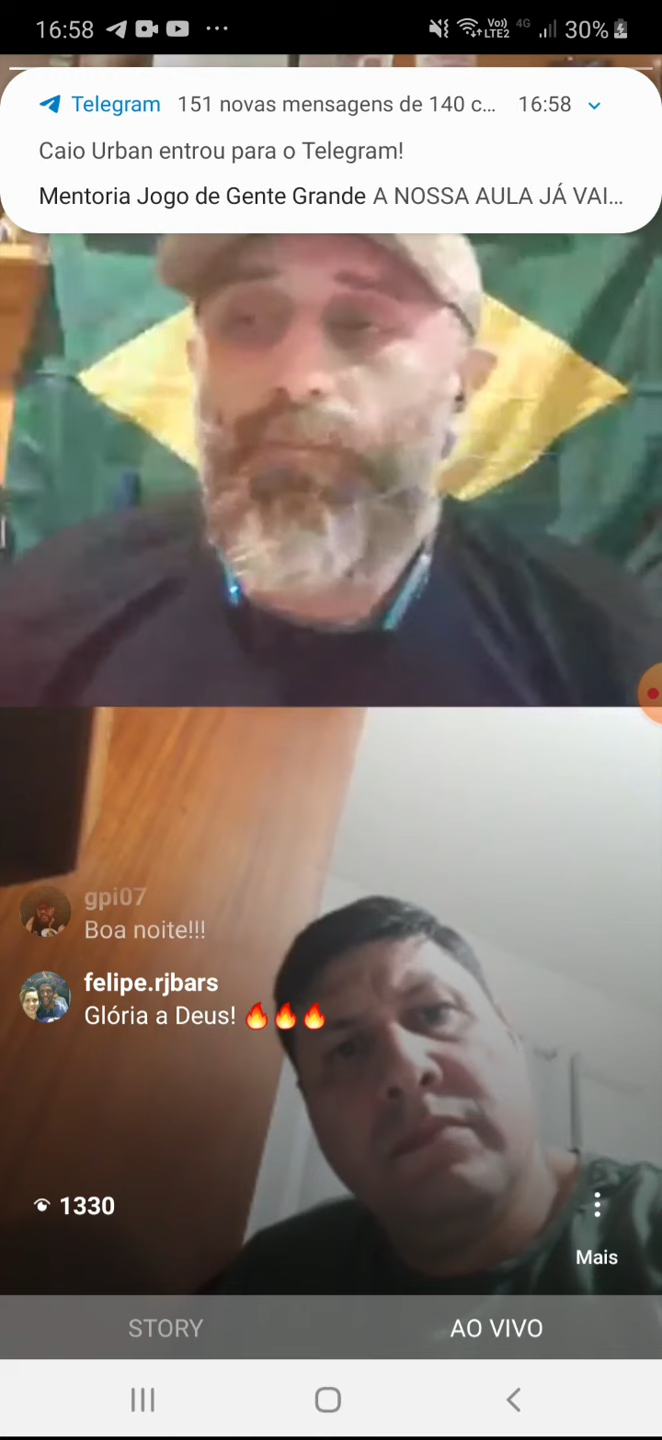 16:58
Vo))
LTE2
4G
30%
Telegram 151 novas mensagens de 140 c... 16:58
Caio Urban entrou para o Telegram!
Mentoria Jogo de Gente Grande A NOSSA AULA JÁ VAI...
gpi07
Boa noite!!!
felipe.rjbars
Glória a Deus! 🔥🔥🔥
1330
Mais
STORY
AO VIVO